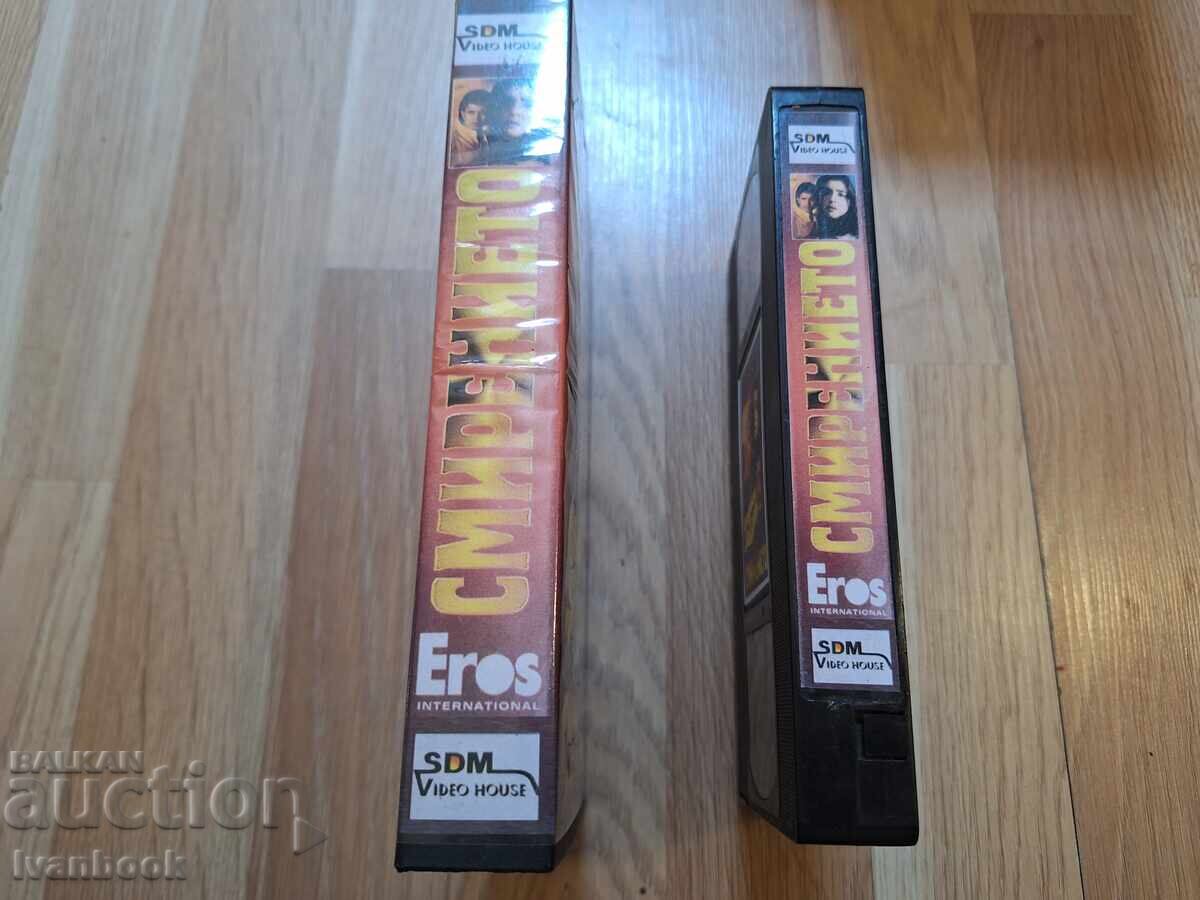 SDM
VIDEO HOUSE
СМИРЕНИЕТО
Eros
INTERNATIONAL
SDM
VIDEO HOUSE
SDM
VIDEO HOUSE
СМИРЕНИЕТО
Eros
INTERNATIONAL
SDM
VIDEO HOUSE
BALKAN
auction
Ivanbook